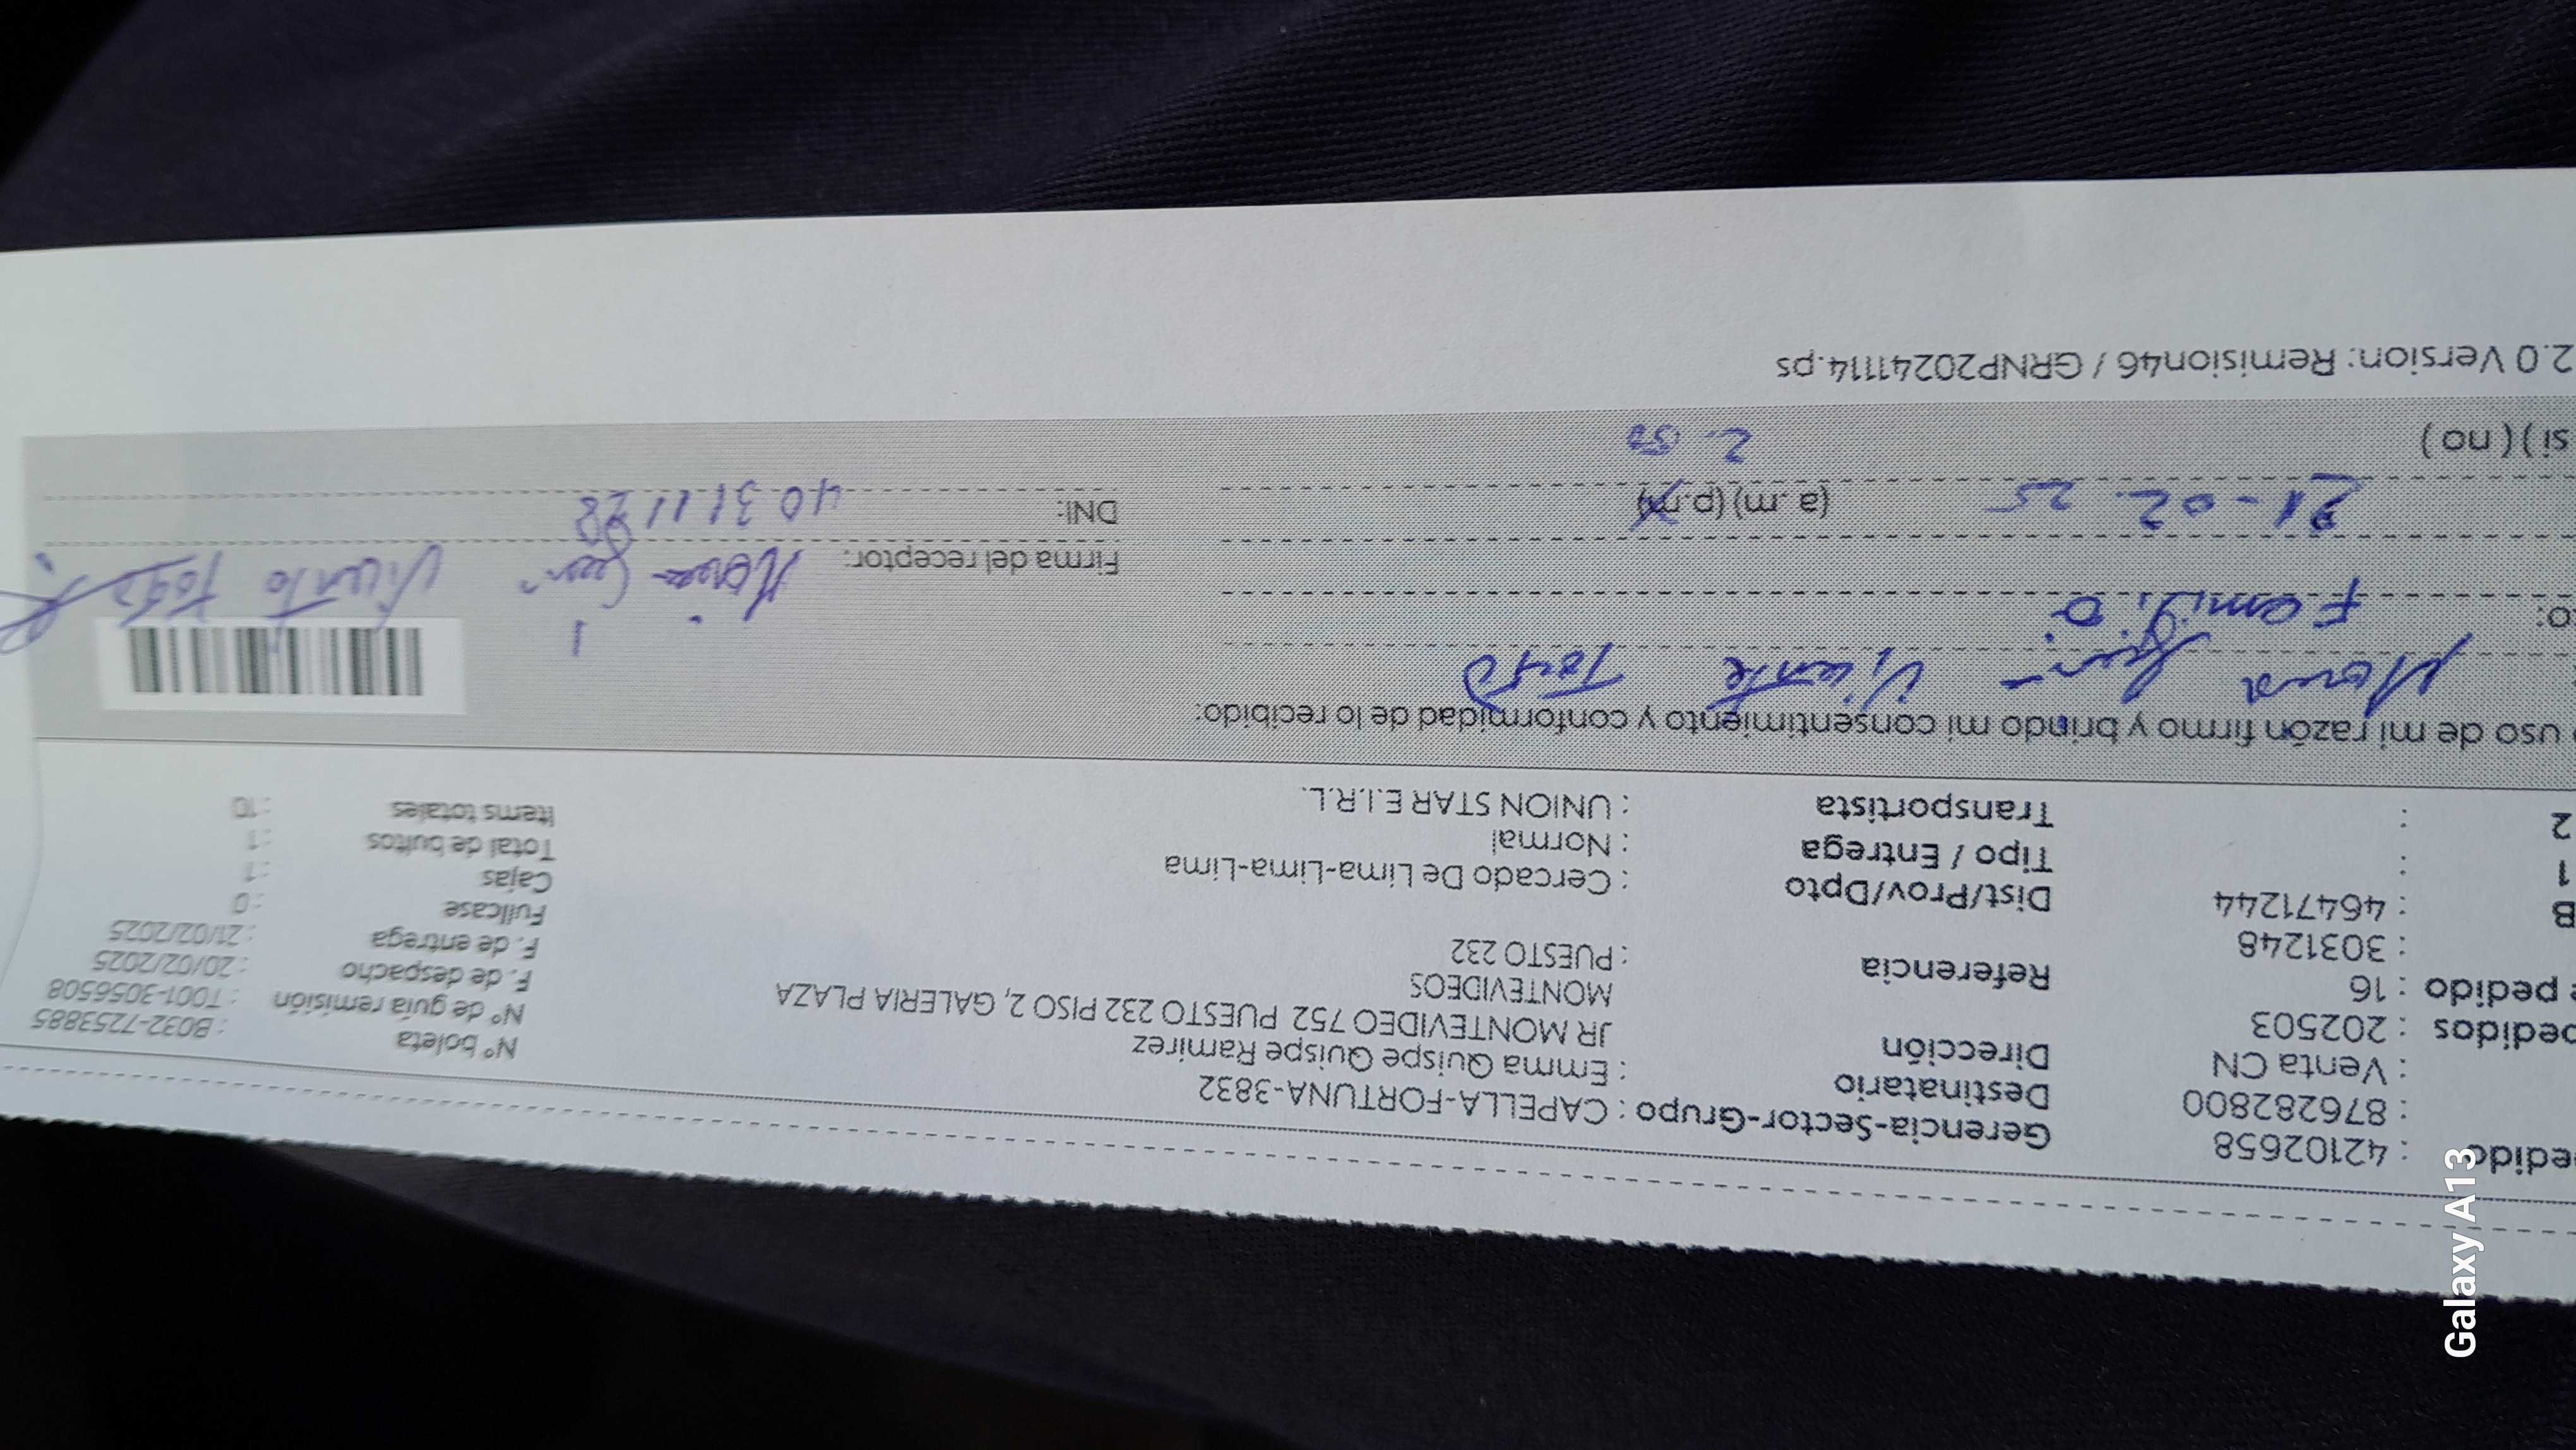 edido : 42102658
: 876282800
: Venta CN
pedidos : 202503
e pedido : 16
: 3031248
B : 46471244
1 :
2 :
Gerencia-Sector-Grupo : CAPELLA-FORTUNA-3832
Destinatario : Emma Quispe Quispe Ramirez
Dirección JR MONTEVIDEO 752 PUESTO 232 PISO 2, GALERIA PLAZA
MONTEVIDEOS
Referencia : PUESTO 232
Dist/Prov/Dpto : Cercado De Lima-Lima-Lima
Tipo / Entrega : Normal
Transportista : UNION STAR E.I.R.L.
N° boleta : B032-7253885
N° de guía remisión : T001-3056508
F. de despacho : 20/02/2025
F. de entrega : 21/02/2025
Fullcase : 0
Cajas : 1
Total de bultos : 1
Items totales : 10
uso de mi razón firmo y brindo mi consentimiento y conformidad de lo recibido:
Vicente
o: Familia
Firma del receptor:
21-02-25 (a.m) (p.m)
DNI: 40311128
si ) ( no ) 2.50
2.0 Version: Remision46 / GRNP20241114.ps
Galaxy A13